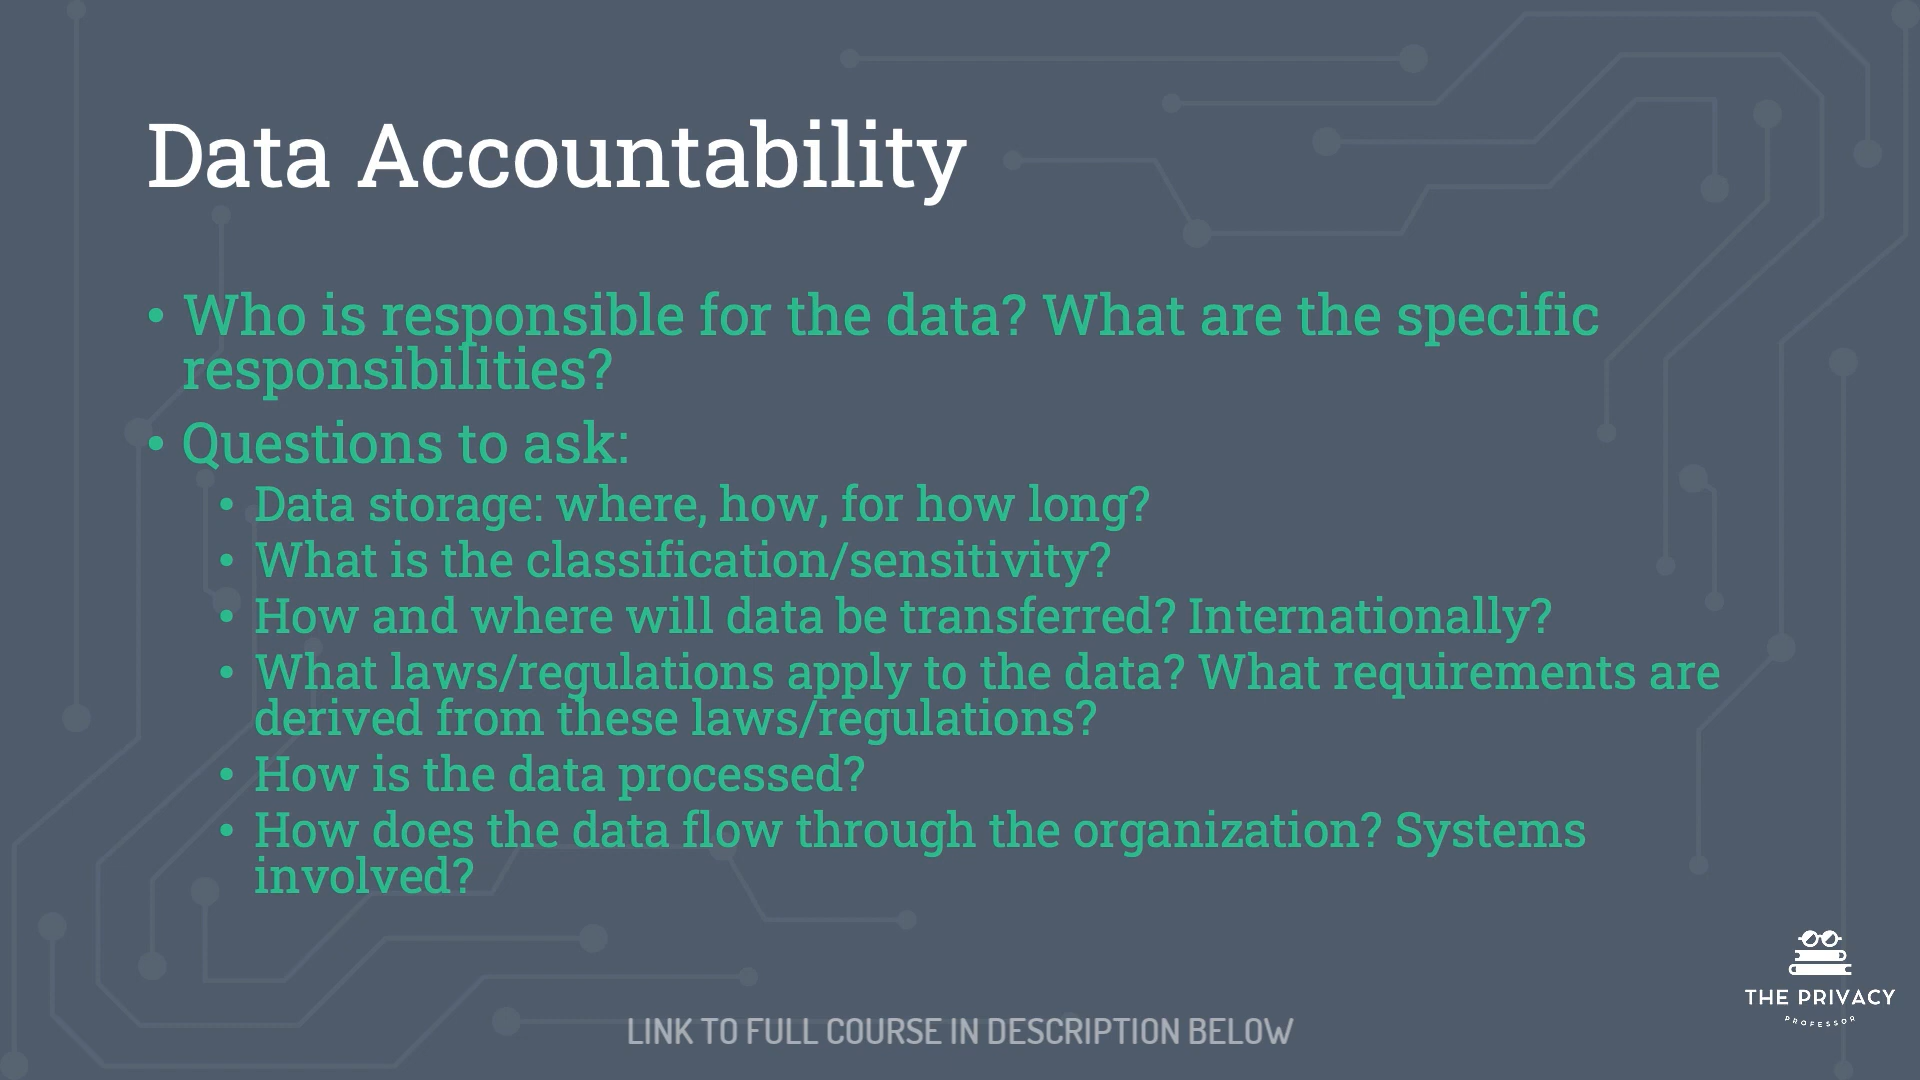 Data Accountability
• Who is responsible for the data? What are the specific
responsibilities?
• Questions to ask:
• Data storage: where, how, for how long?
• What is the classification/sensitivity?
• How and where will data be transferred? Internationally?
• What laws/regulations apply to the data? What requirements are
derived from these laws/regulations?
• How is the data processed?
• How does the data flow through the organization? Systems
involved?
THE PRIVACY
PROFESSOR
LINK TO FULL COURSE IN DESCRIPTION BELOW